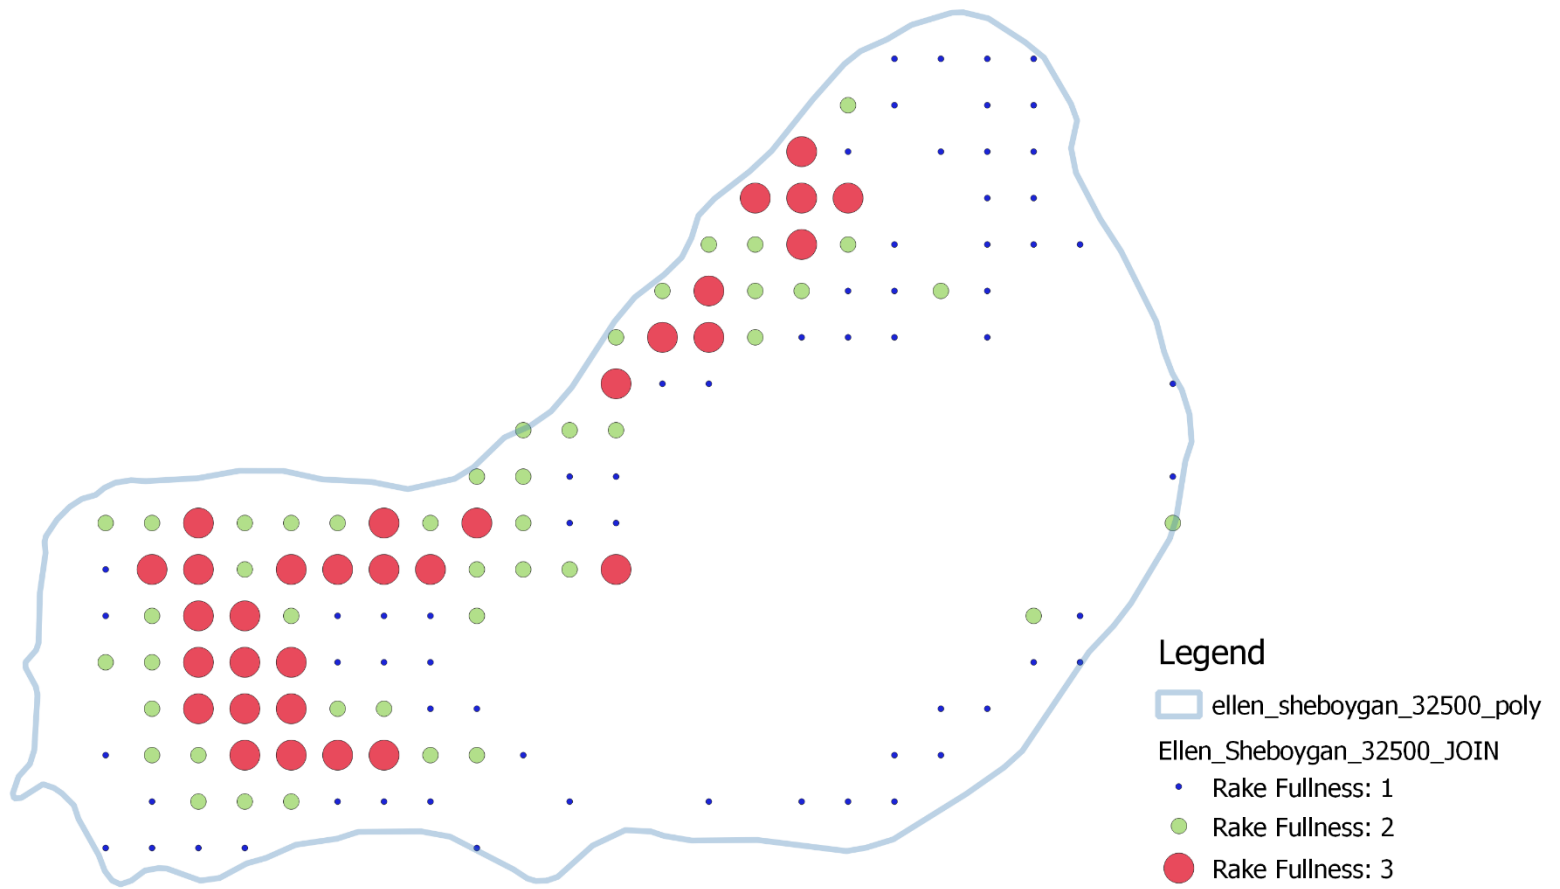 Legend
ellen_sheboygan_32500_poly
Ellen_Sheboygan_32500_JOIN
Rake Fullness: 1
Rake Fullness: 2
Rake Fullness: 3